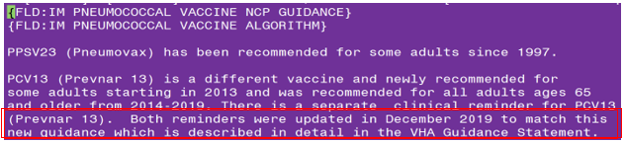 {FLD:IM PNEUMOCOCCAL VACCINE NCP GUIDANCE}
{FLD:IM PNEUMOCOCCAL VACCINE ALGORITHM}
PPSV23 (Pneumovax) has been recommended for some adults since 1997.
PCV13 (Prevnar 13) is a different vaccine and newly recommended for
some adults starting in 2013 and was recommended for all adults ages 65
and older from 2014-2019. There is a separate clinical reminder for PCV13
(Prevnar 13). Both reminders were updated in December 2019 to match this
new guidance which is described in detail in the VHA Guidance Statement.